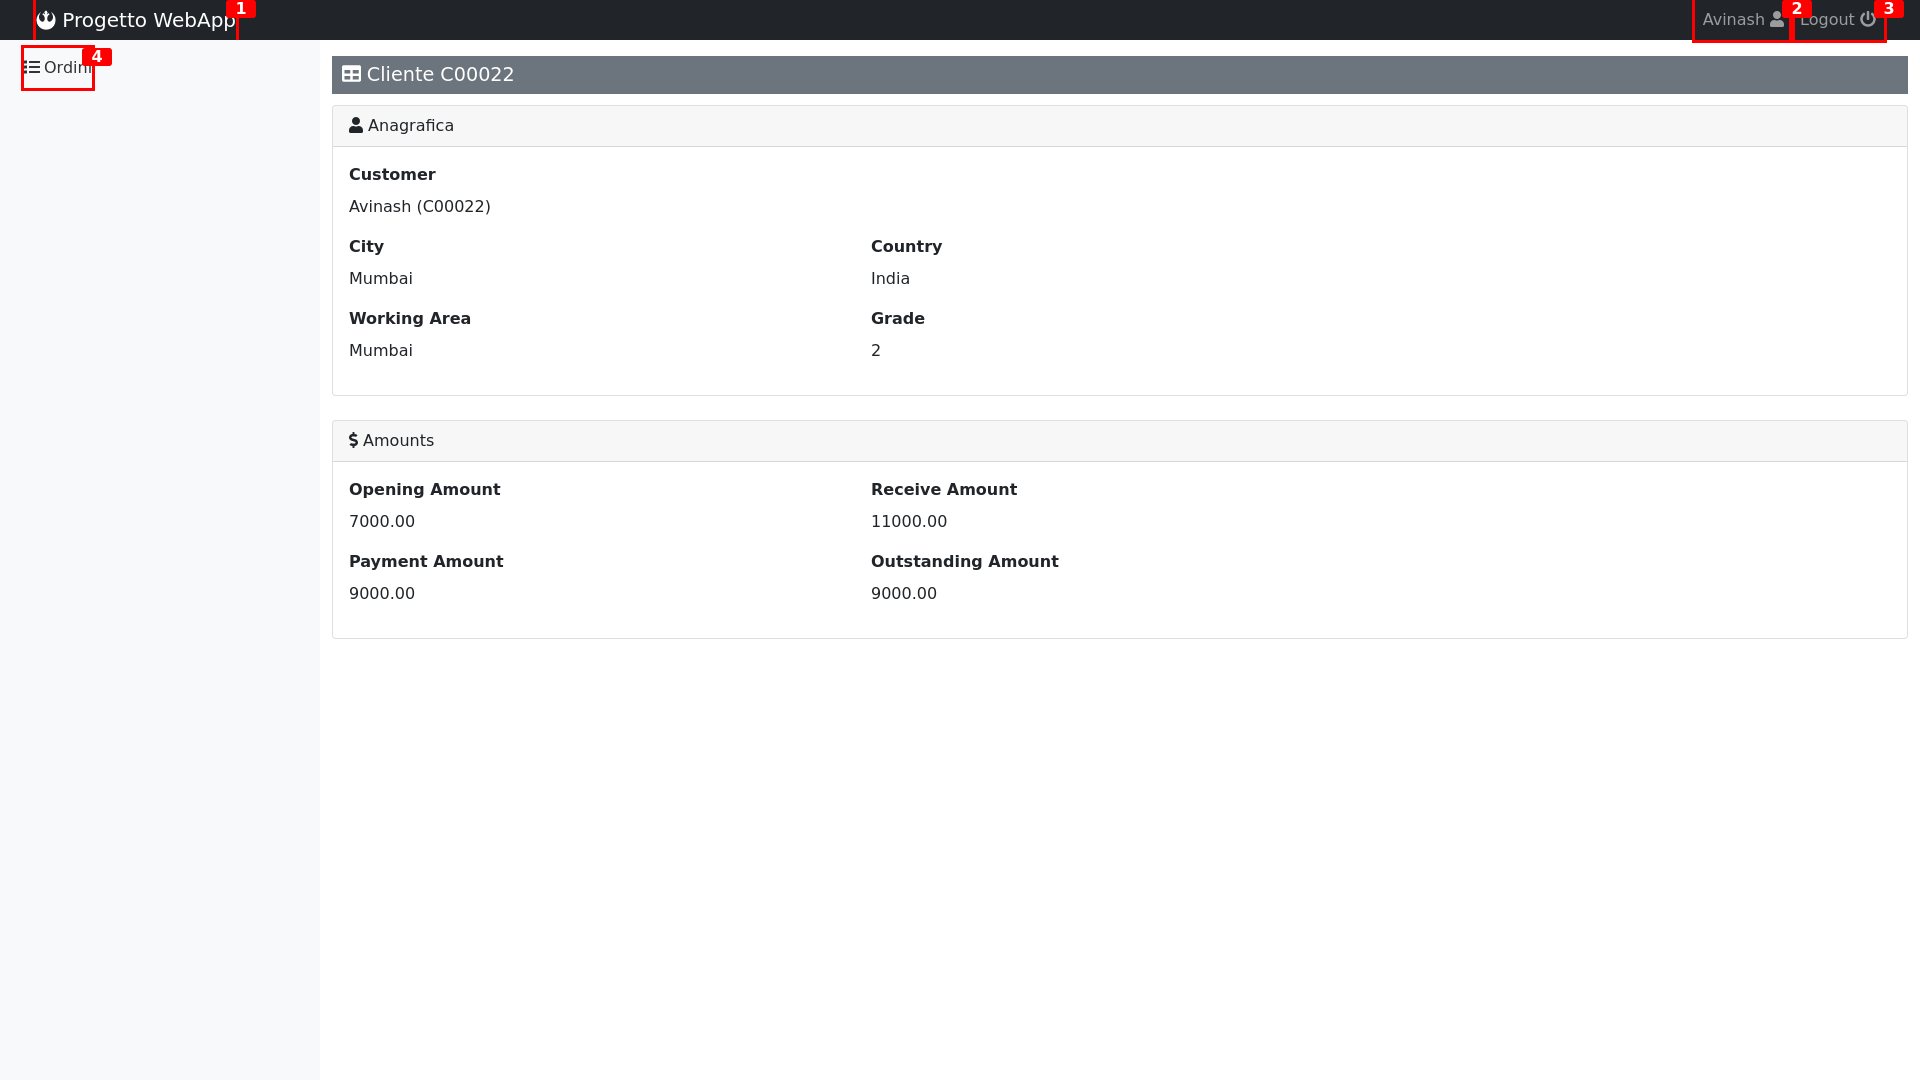 Progetto WebApp 1
Avinash 2 Logout 3
Ordini 4
Cliente C00022
Anagrafica
Customer
Avinash (C00022)
City Country
Mumbai India
Working Area Grade
Mumbai 2
$ Amounts
Opening Amount Receive Amount
7000.00 11000.00
Payment Amount Outstanding Amount
9000.00 9000.00